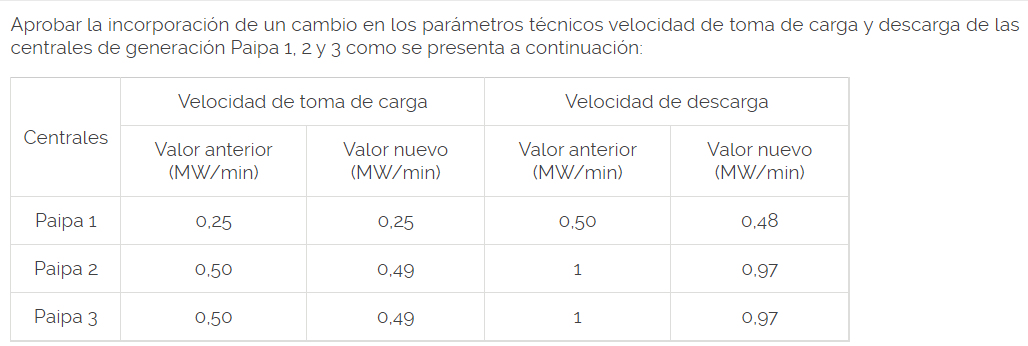 Aprobar la incorporación de un cambio en los parámetros técnicos velocidad de toma de carga y descarga de las
centrales de generación Paipa 1, 2 y 3 como se presenta a continuación:
Centrales
Velocidad de toma de carga
Velocidad de descarga
Valor anterior
(MW/min)
Valor nuevo
(MW/min)
Valor anterior
(MW/min)
Valor nuevo
(MW/min)
Paipa 1
0,25
0,25
0,50
0,48
Paipa 2
0,50
0,49
1
0,97
Paipa 3
0,50
0,49
1
0,97